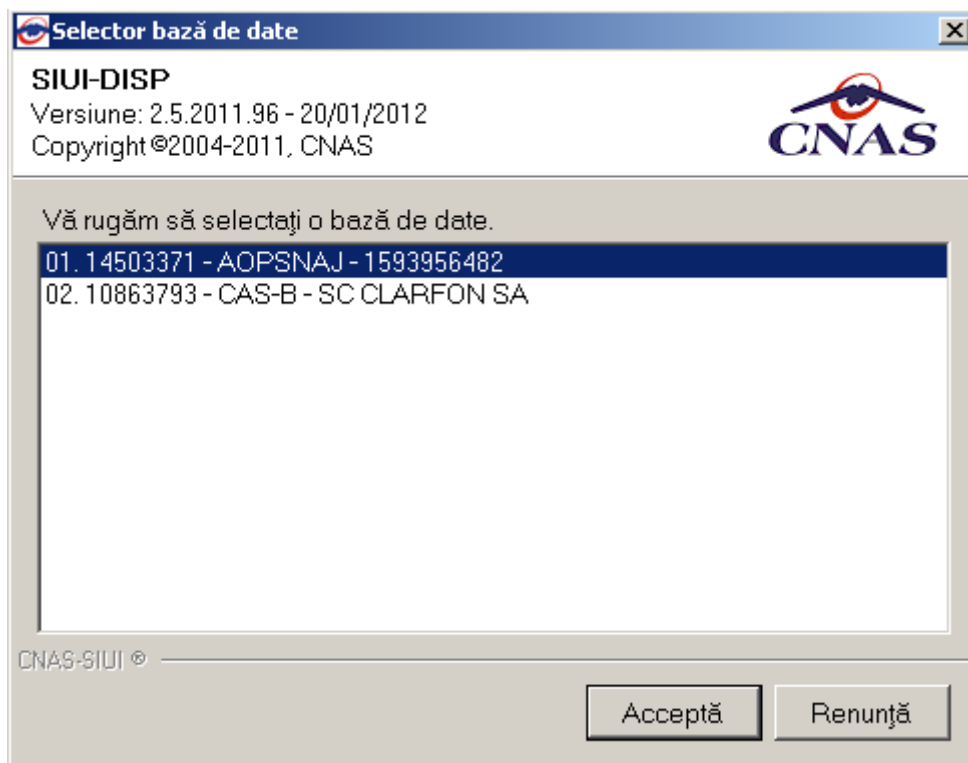 Selector bază de date
SIUI-DISP
Versiune: 2.5.2011.96 - 20/01/2012
Copyright ©2004-2011, CNAS
CNAS
Vă rugăm să selectaţi o bază de date.
01. 14503371 - AOPSNAJ - 1593956482
02. 10863793 - CAS-B - SC CLARFON SA
CNAS-SIUI ®
Acceptă
Renunţă